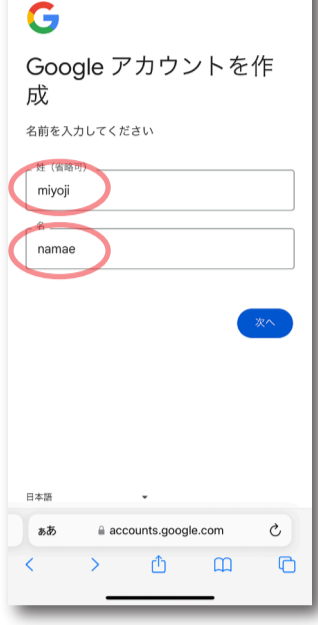 Google アカウントを作
成
名前を入力してください
姓（省略可）
miyoji
名
namae
次へ
日本語
ぁあ accounts.google.com